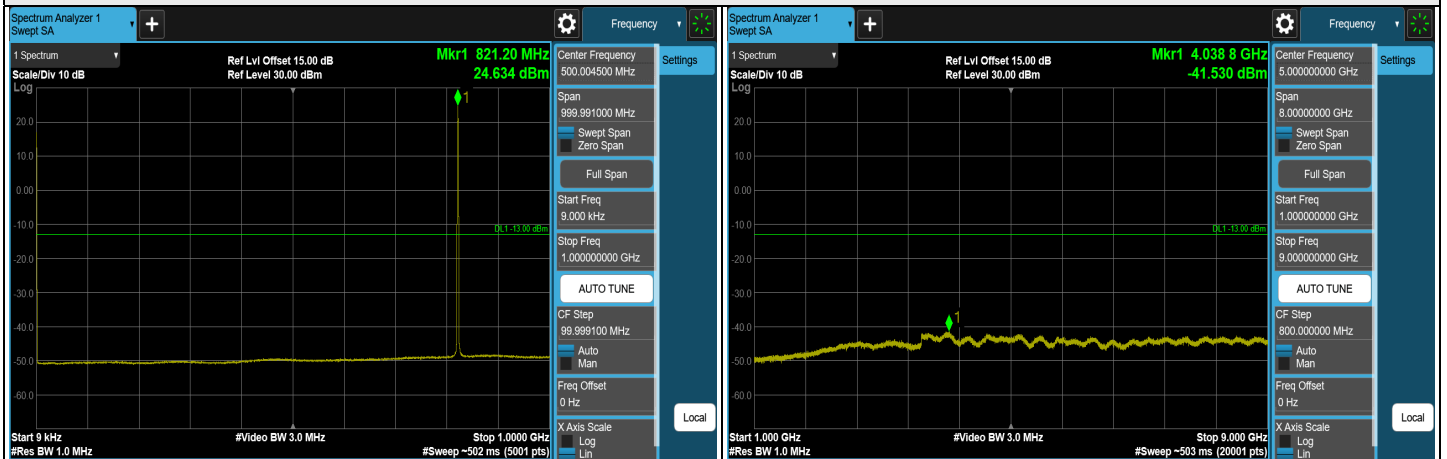 Spectrum Analyzer 1
Swept SA
+
Frequency
1 Spectrum
Ref Lvl Offset 15.00 dB
Mkr1 821.20 MHz
Scale/Div 10 dB
Ref Level 30.00 dBm
24.634 dBm
Log
1
20.0
10.0
0.00
-10.0
DL1 -13.00 dBm
-20.0
-30.0
-40.0
-50.0
-60.0
Start 9 kHz
#Video BW 3.0 MHz
Stop 1.0000 GHz
#Res BW 1.0 MHz
#Sweep ~502 ms (5001 pts)
Center Frequency
500.004500 MHz
Settings
Span
999.991000 MHz
Swept Span
Zero Span
Full Span
Start Freq
9.000 kHz
Stop Freq
1.000000000 GHz
AUTO TUNE
CF Step
99.999100 MHz
Auto
Man
Freq Offset
0 Hz
Local
X Axis Scale
Log
Lin
Spectrum Analyzer 1
Swept SA
+
Frequency
1 Spectrum
Ref Lvl Offset 15.00 dB
Mkr1 4.038 8 GHz
Scale/Div 10 dB
Ref Level 30.00 dBm
-41.530 dBm
Log
20.0
10.0
0.00
-10.0
DL1 -13.00 dBm
-20.0
-30.0
1
-40.0
-50.0
-60.0
Start 1.000 GHz
#Video BW 3.0 MHz
Stop 9.000 GHz
#Res BW 1.0 MHz
#Sweep ~503 ms (20001 pts)
Center Frequency
5.000000000 GHz
Settings
Span
8.00000000 GHz
Swept Span
Zero Span
Full Span
Start Freq
1.000000000 GHz
Stop Freq
9.000000000 GHz
AUTO TUNE
CF Step
800.000000 MHz
Auto
Man
Freq Offset
0 Hz
Local
X Axis Scale
Log
Lin